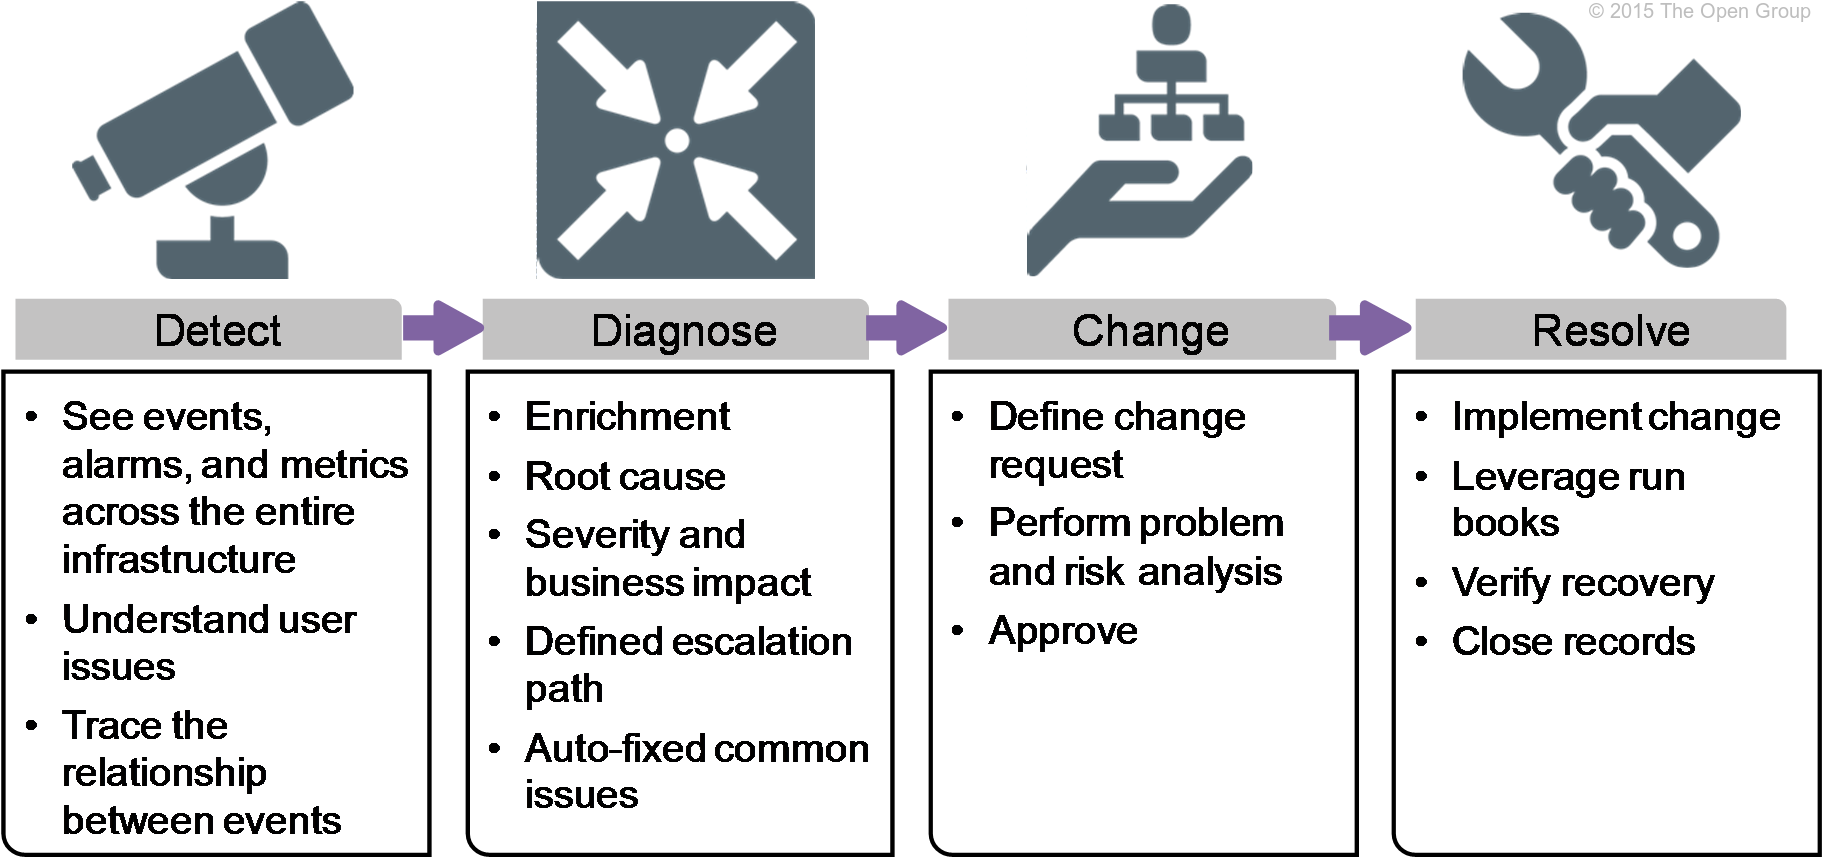 © 2015 The Open Group
Detect
Diagnose
Change
Resolve
• See events,
alarms, and metrics
across the entire
infrastructure
• Understand user
issues
• Trace the
relationship
between events
• Enrichment
• Root cause
• Severity and
business impact
• Defined escalation
path
• Auto-fixed common
issues
• Define change
request
• Perform problem
and risk analysis
• Approve
• Implement change
• Leverage run
books
• Verify recovery
• Close records